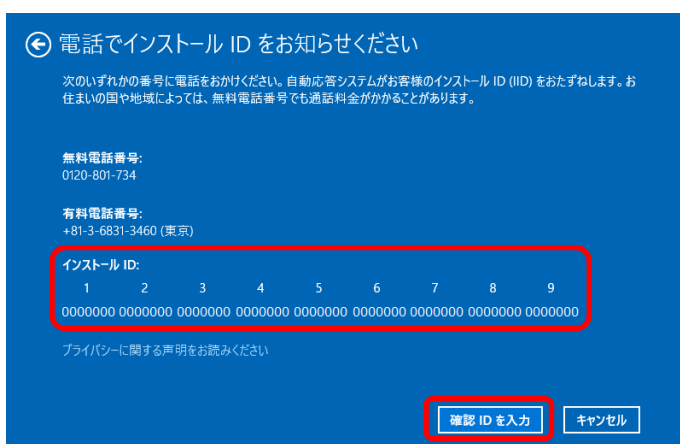 電話でインストール ID をお知らせください
次のいずれかの番号に電話をおかけください。自動応答システムがお客様のインストール ID (IID) をおたずねします。お
住まいの国や地域によっては、無料電話番号でも通話料金がかかることがあります。
無料電話番号:
0120-801-734
有料電話番号:
+81-3-6831-3460 (東京)
インストール ID:
1 2 3 4 5 6 7 8 9
0000000 0000000 0000000 0000000 0000000 0000000 0000000 0000000 0000000
プライバシーに関する声明をお読みください
確認 ID を入力 キャンセル